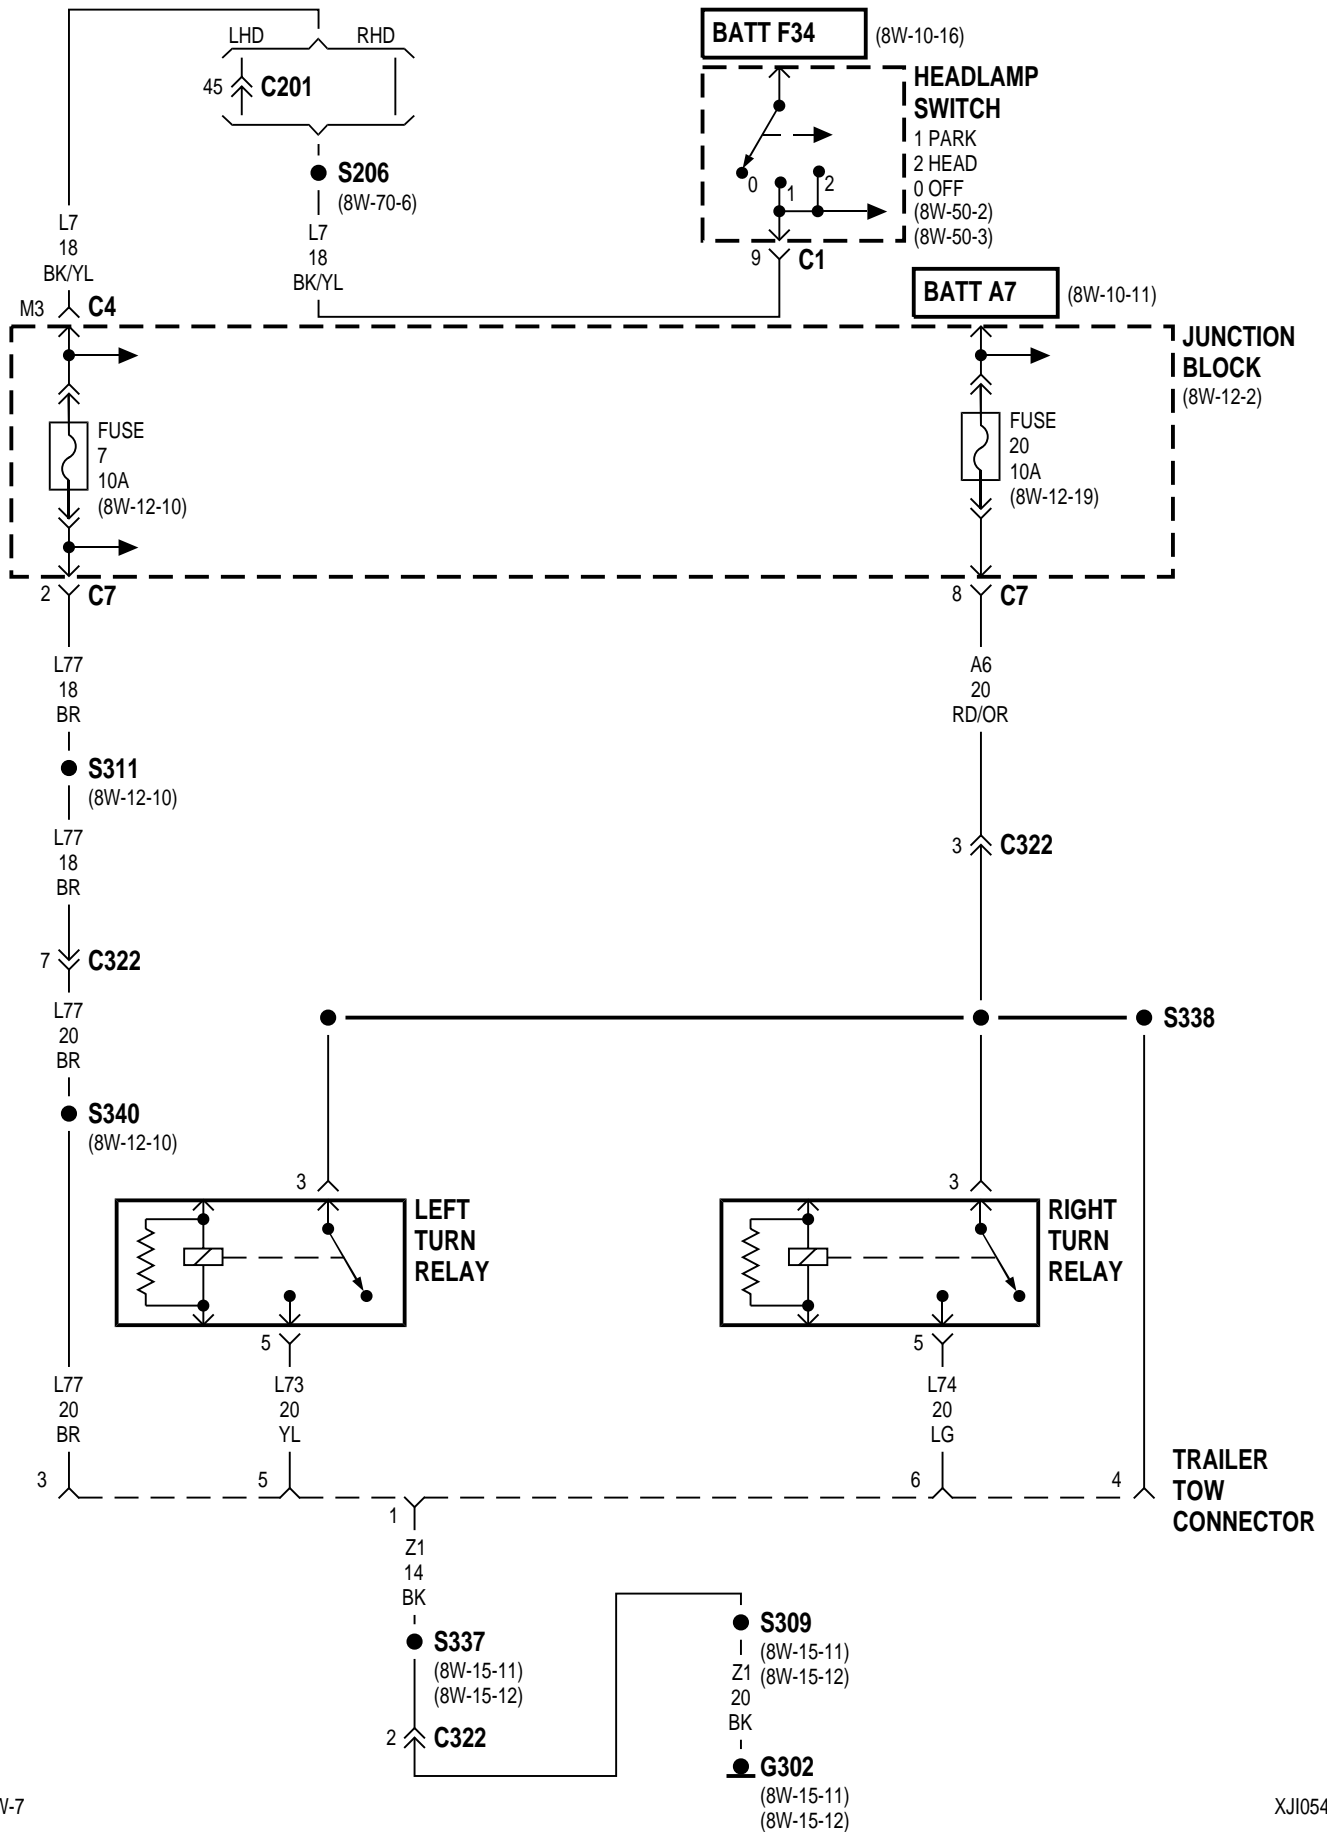 LHD
RHD
45
C201
S206
(8W-70-6)
L7
18
BK/YL
L7
18
BK/YL
M3
C4
BATT F34
(8W-10-16)
HEADLAMP
SWITCH
1 PARK
2 HEAD
0 OFF
(8W-50-2)
(8W-50-3)
0
1
2
9
C1
BATT A7
(8W-10-11)
JUNCTION
BLOCK
(8W-12-2)
FUSE
7
10A
(8W-12-10)
FUSE
20
10A
(8W-12-19)
2
C7
8
C7
L77
18
BR
A6
20
RD/OR
S311
(8W-12-10)
L77
18
BR
3
C322
7
C322
L77
20
BR
S338
S340
(8W-12-10)
3
LEFT
TURN
RELAY
3
RIGHT
TURN
RELAY
5
5
L77
20
BR
L73
20
YL
L74
20
LG
3
5
6
4
TRAILER
TOW
CONNECTOR
1
Z1
14
BK
S337
(8W-15-11)
(8W-15-12)
2
C322
S309
(8W-15-11)
(8W-15-12)
Z1
20
BK
G302
(8W-15-11)
(8W-15-12)
W-7
XJI054